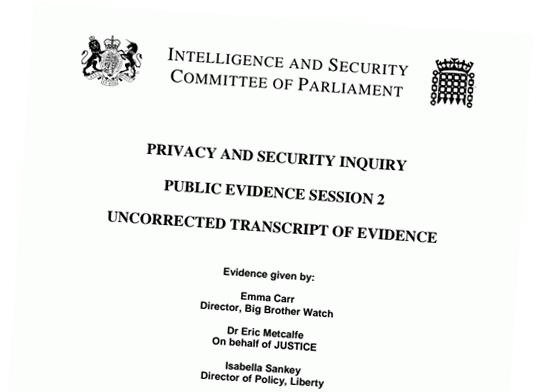 INTELLIGENCE AND SECURITY
COMMITTEE OF PARLIAMENT
PRIVACY AND SECURITY INQUIRY
PUBLIC EVIDENCE SESSION 2
UNCORRECTED TRANSCRIPT OF EVIDENCE
Evidence given by:
Emma Carr
Director, Big Brother Watch
Dr Eric Metcalfe
On behalf of JUSTICE
Isabella Sankey
Director of Policy, Liberty